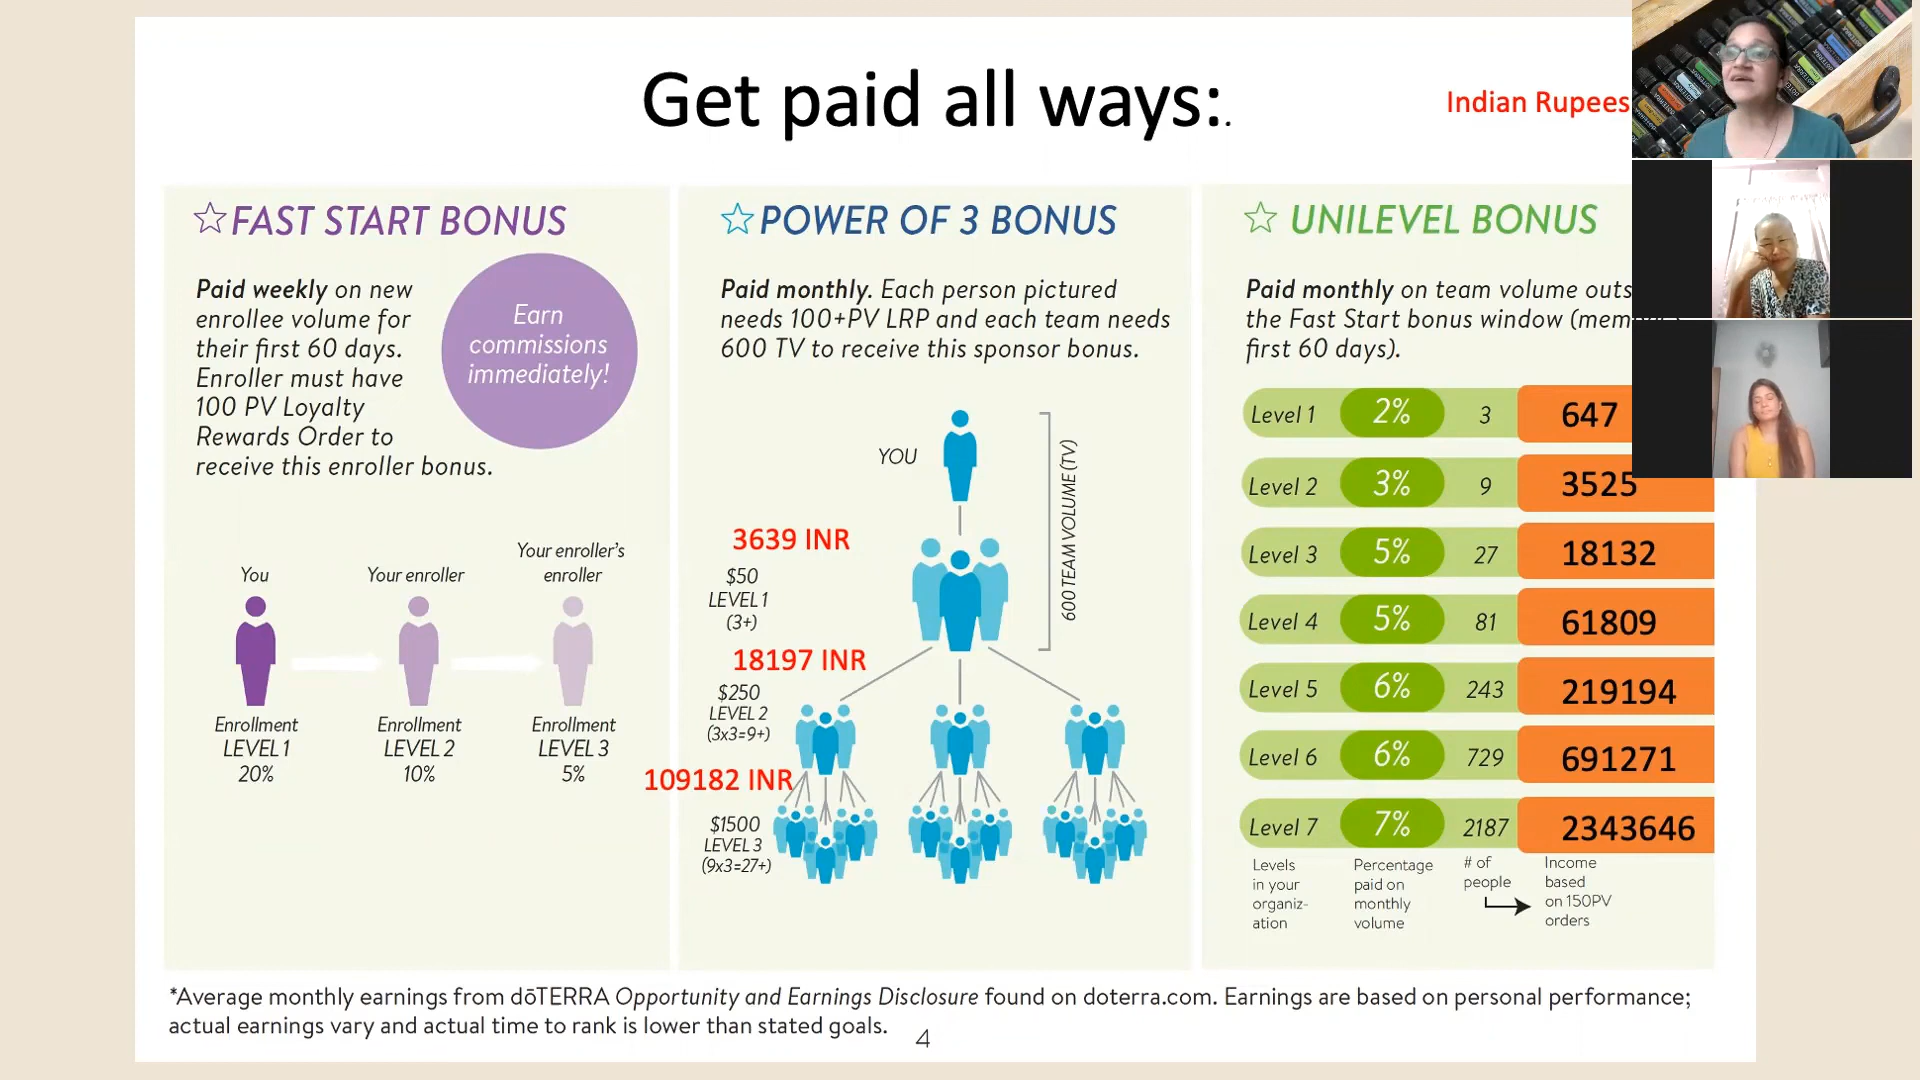 Get paid all ways:.
Indian Rupees
FAST START BONUS
Paid weekly on new
enrollee volume for
their first 60 days.
Enroller must have
100 PV Loyalty
Rewards Order to
receive this enroller bonus.
Earn
commissions
immediately!
You
Your enroller
Your enroller's
enroller
Enrollment
LEVEL 1
20%
Enrollment
LEVEL 2
10%
Enrollment
LEVEL 3
5%
POWER OF 3 BONUS
Paid monthly. Each person pictured
needs 100+PV LRP and each team needs
600 TV to receive this sponsor bonus.
YOU
600 TEAM VOLUME (TV)
3639 INR
$50
LEVEL 1
(3+)
18197 INR
$250
LEVEL 2
(3x3=9+)
109182 INR
$1500
LEVEL 3
(9x3=27+)
UNILEVEL BONUS
Paid monthly on team volume outs
the Fast Start bonus window (mem
first 60 days).
Level 1 2% 3 647
Level 2 3% 9 3525
Level 3 5% 27 18132
Level 4 5% 81 61809
Level 5 6% 243 219194
Level 6 6% 729 691271
Level 7 7% 2187 2343646
Levels
in your
organiz-
ation
Percentage
paid on
monthly
volume
# of
people
Income
based
on 150PV
orders
*Average monthly earnings from dōTERRA Opportunity and Earnings Disclosure found on doterra.com. Earnings are based on personal performance;
actual earnings vary and actual time to rank is lower than stated goals.
4